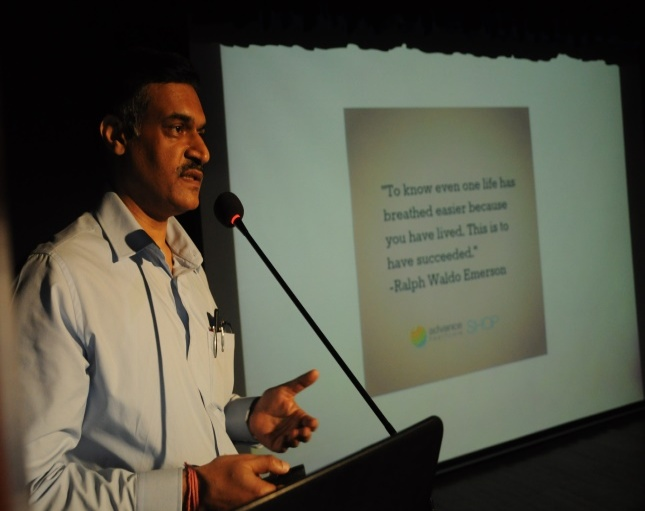 "To know even one life has
breathed easier because
you have lived. This is to
have succeeded."
-Ralph Waldo Emerson
advance
SHOP